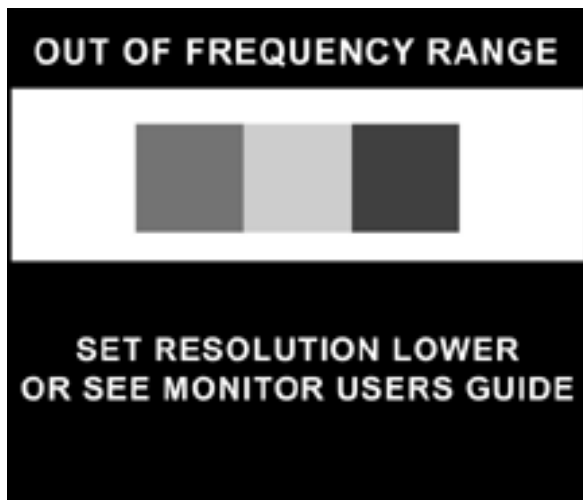 OUT OF FREQUENCY RANGE
SET RESOLUTION LOWER
OR SEE MONITOR USERS GUIDE